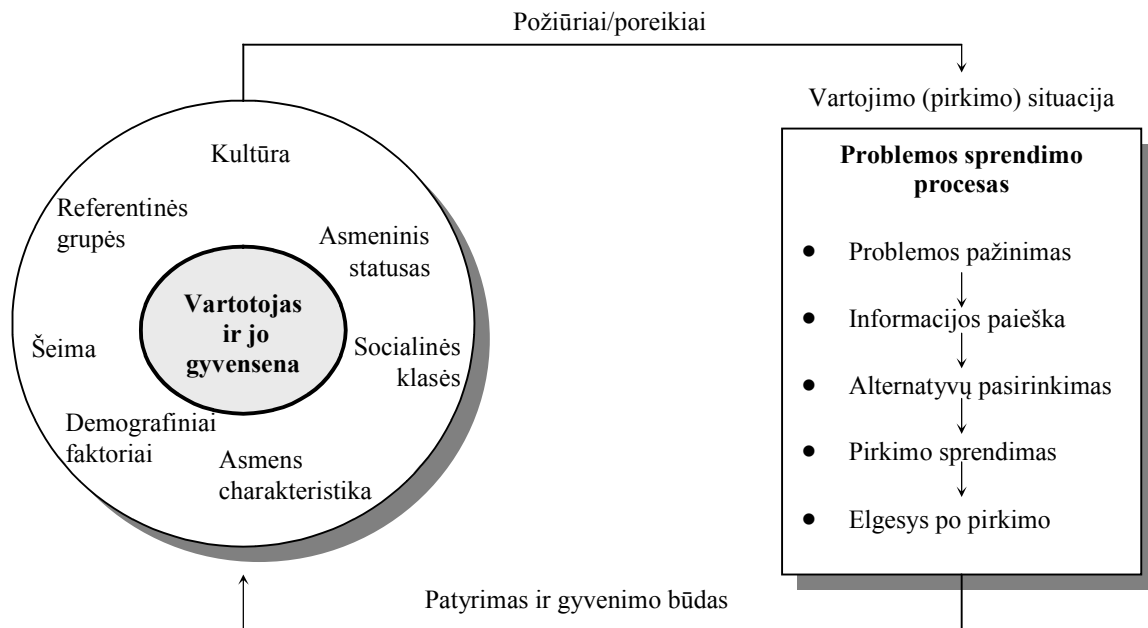 Požiūriai/poreikiai
Vartojimo (pirkimo) situacija
Kultūra
Referentinės
grupės
Asmeninis
statusas
Vartotojas
ir jo
gyvensena
Šeima
Socialinės
klasės
Demografiniai
faktoriai
Asmens
charakteristika
Problemos sprendimo
procesas
● Problemos pažinimas
● Informacijos paieška
● Alternatyvų pasirinkimas
● Pirkimo sprendimas
● Elgesys po pirkimo
Patyrimas ir gyvenimo būdas